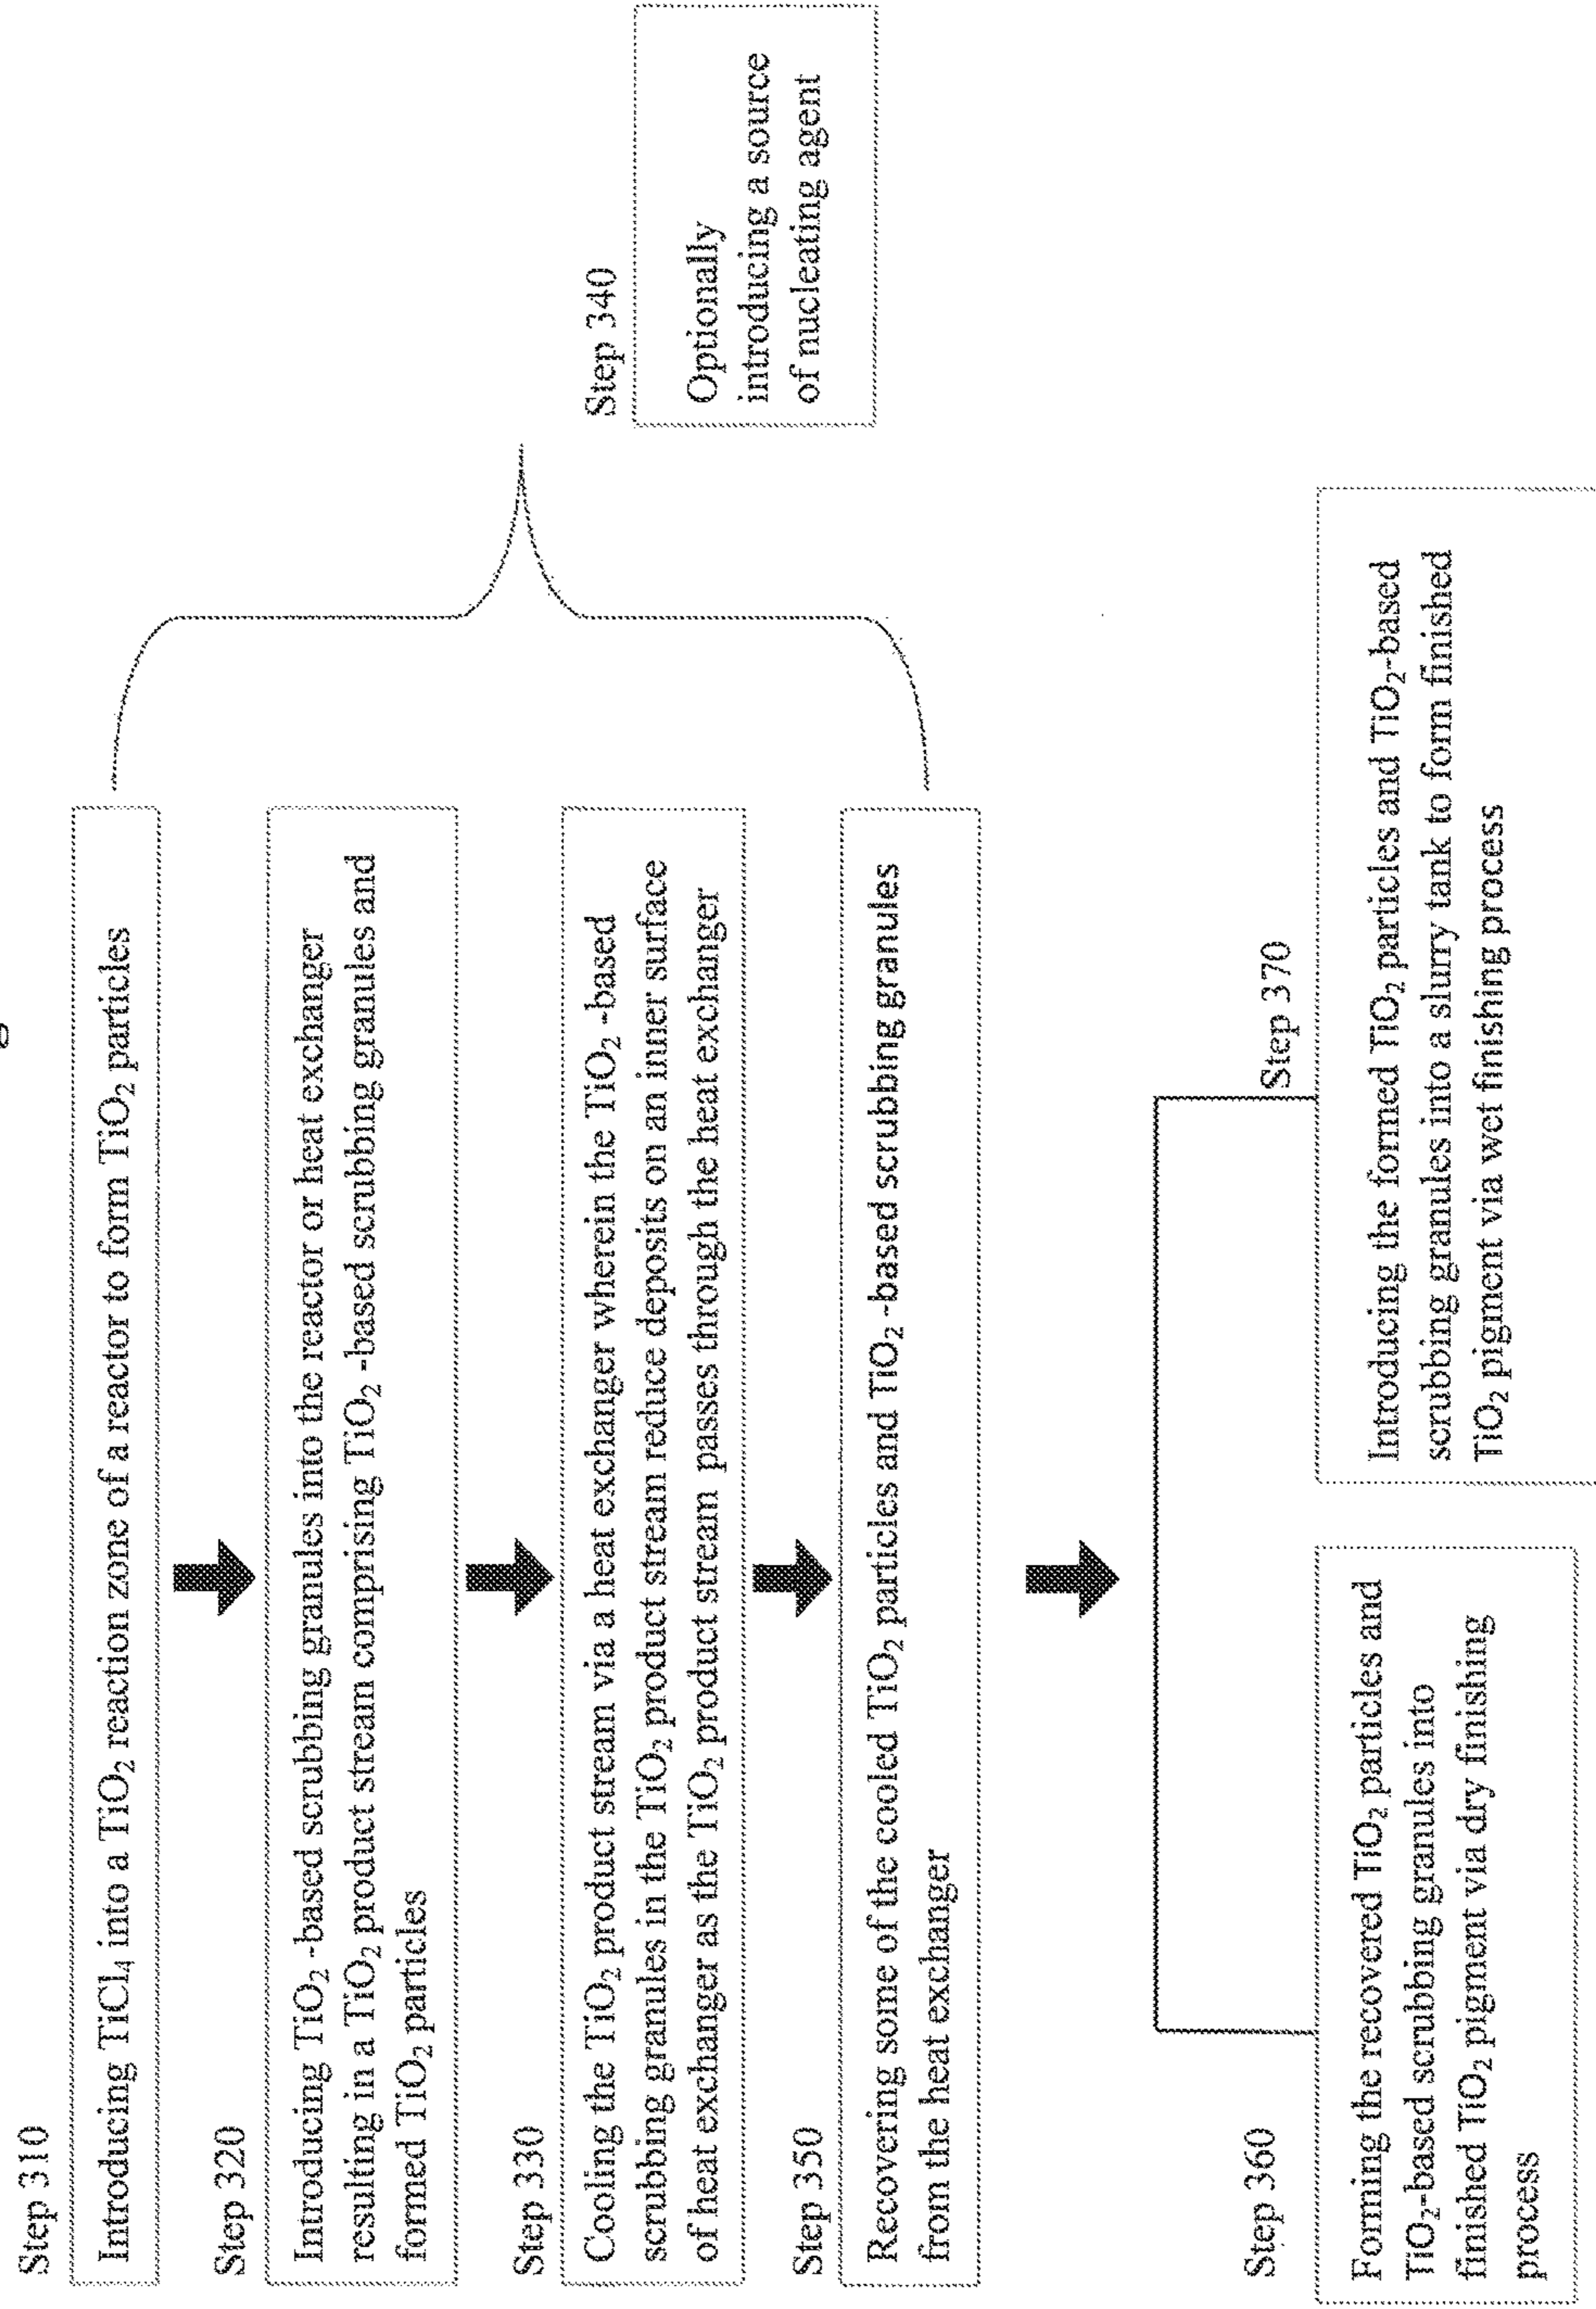 Step 310
Introducing TiCl₄ into a TiO₂ reaction zone of a reactor to form TiO₂ particles
Step 320
Introducing TiO₂ -based scrubbing granules into the reactor or heat exchanger
resulting in a TiO₂ product stream comprising TiO₂ -based scrubbing granules and
formed TiO₂ particles
Step 330
Cooling the TiO₂ product stream via a heat exchanger wherein the TiO₂ -based
scrubbing granules in the TiO₂ product stream reduce deposits on an inner surface
of heat exchanger as the TiO₂ product stream passes through the heat exchanger
Step 340
Optionally
introducing a source
of nucleating agent
Step 350
Recovering some of the cooled TiO₂ particles and TiO₂ -based scrubbing granules
from the heat exchanger
Step 360
Forming the recovered TiO₂ particles and
TiO₂-based scrubbing granules into
finished TiO₂ pigment via dry finishing
process
Step 370
Introducing the formed TiO₂ particles and TiO₂-based
scrubbing granules into a slurry tank to form finished
TiO₂ pigment via wet finishing process